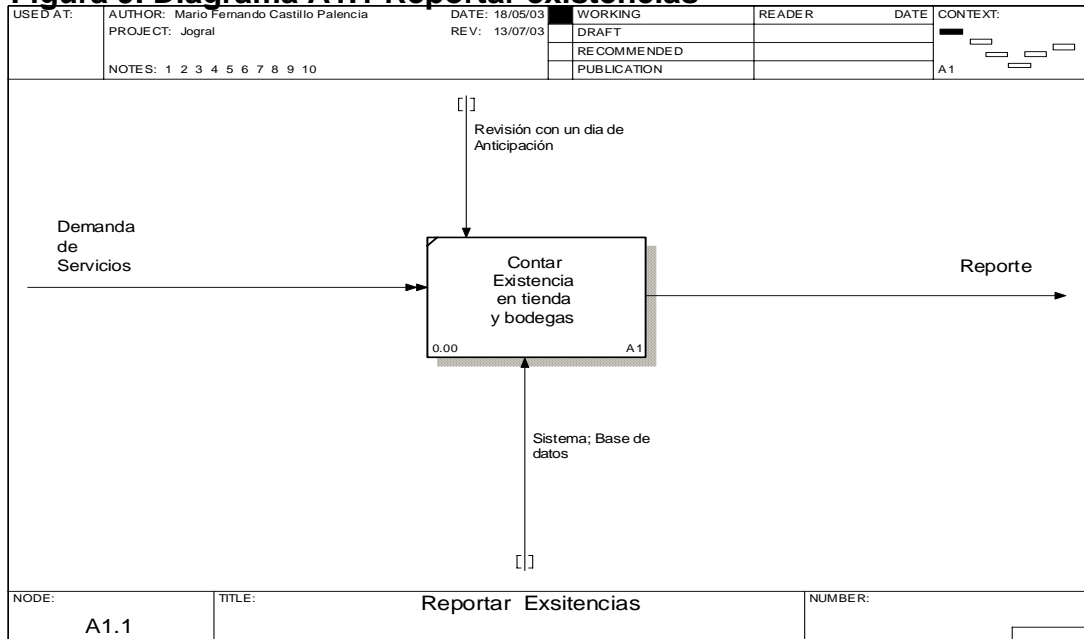 Figura 3. Diagrama A1.1 Reportar existencias
USED AT:
AUTHOR: Mario Fernando Castillo Palencia
DATE: 18/05/03
PROJECT: Jogral
REV: 13/07/03
NOTES: 1 2 3 4 5 6 7 8 9 10
WORKING
DRAFT
RECOMMENDED
PUBLICATION
READER
DATE
CONTEXT:
A1
Revisión con un dia de
Anticipación
Demanda
de
Servicios
Contar
Existencia
en tienda
y bodegas
0.00
A1
Reporte
Sistema; Base de
datos
NODE:
A1.1
TITLE:
Reportar Exsitencias
NUMBER: